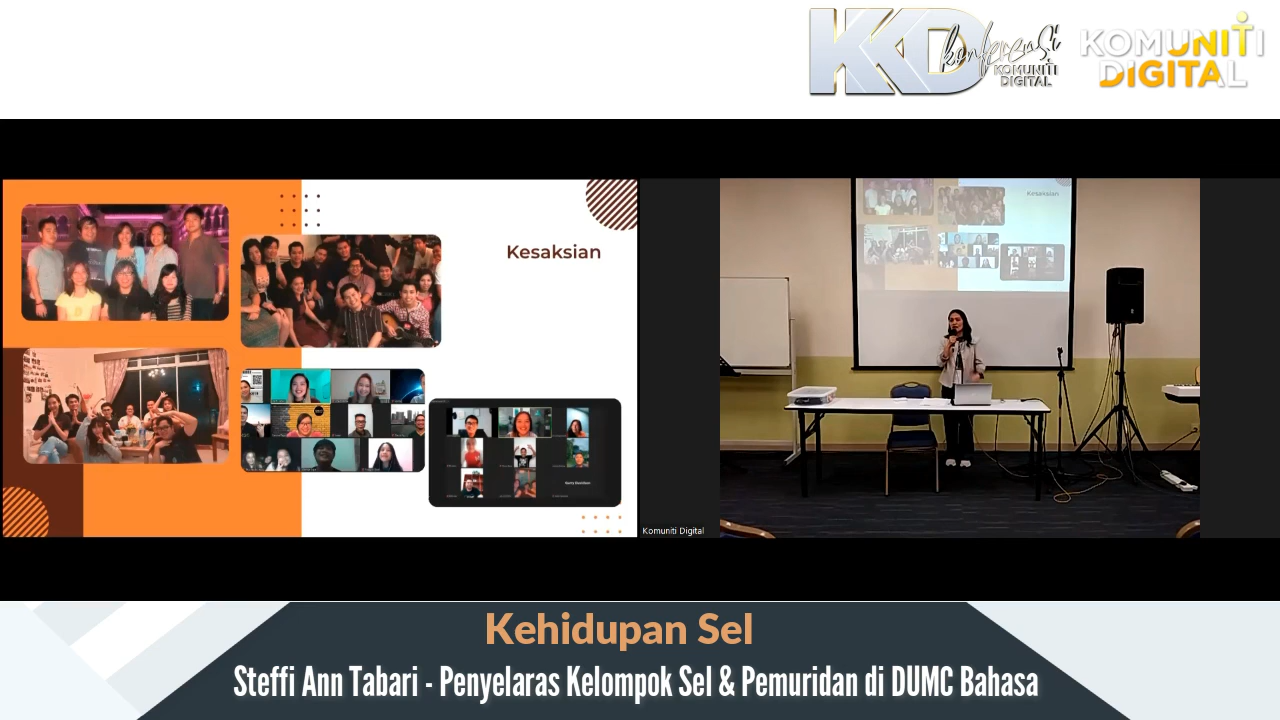 KD
Konferensi
KOMUNITI
DIGITAL
KOMUNITI
DIGITAL
Kesaksian
Kesaksian
Komuniti Digital
Kehidupan Sel
Steffi Ann Tabari - Penyelaras Kelompok Sel & Pemuridan di DUMC Bahasa